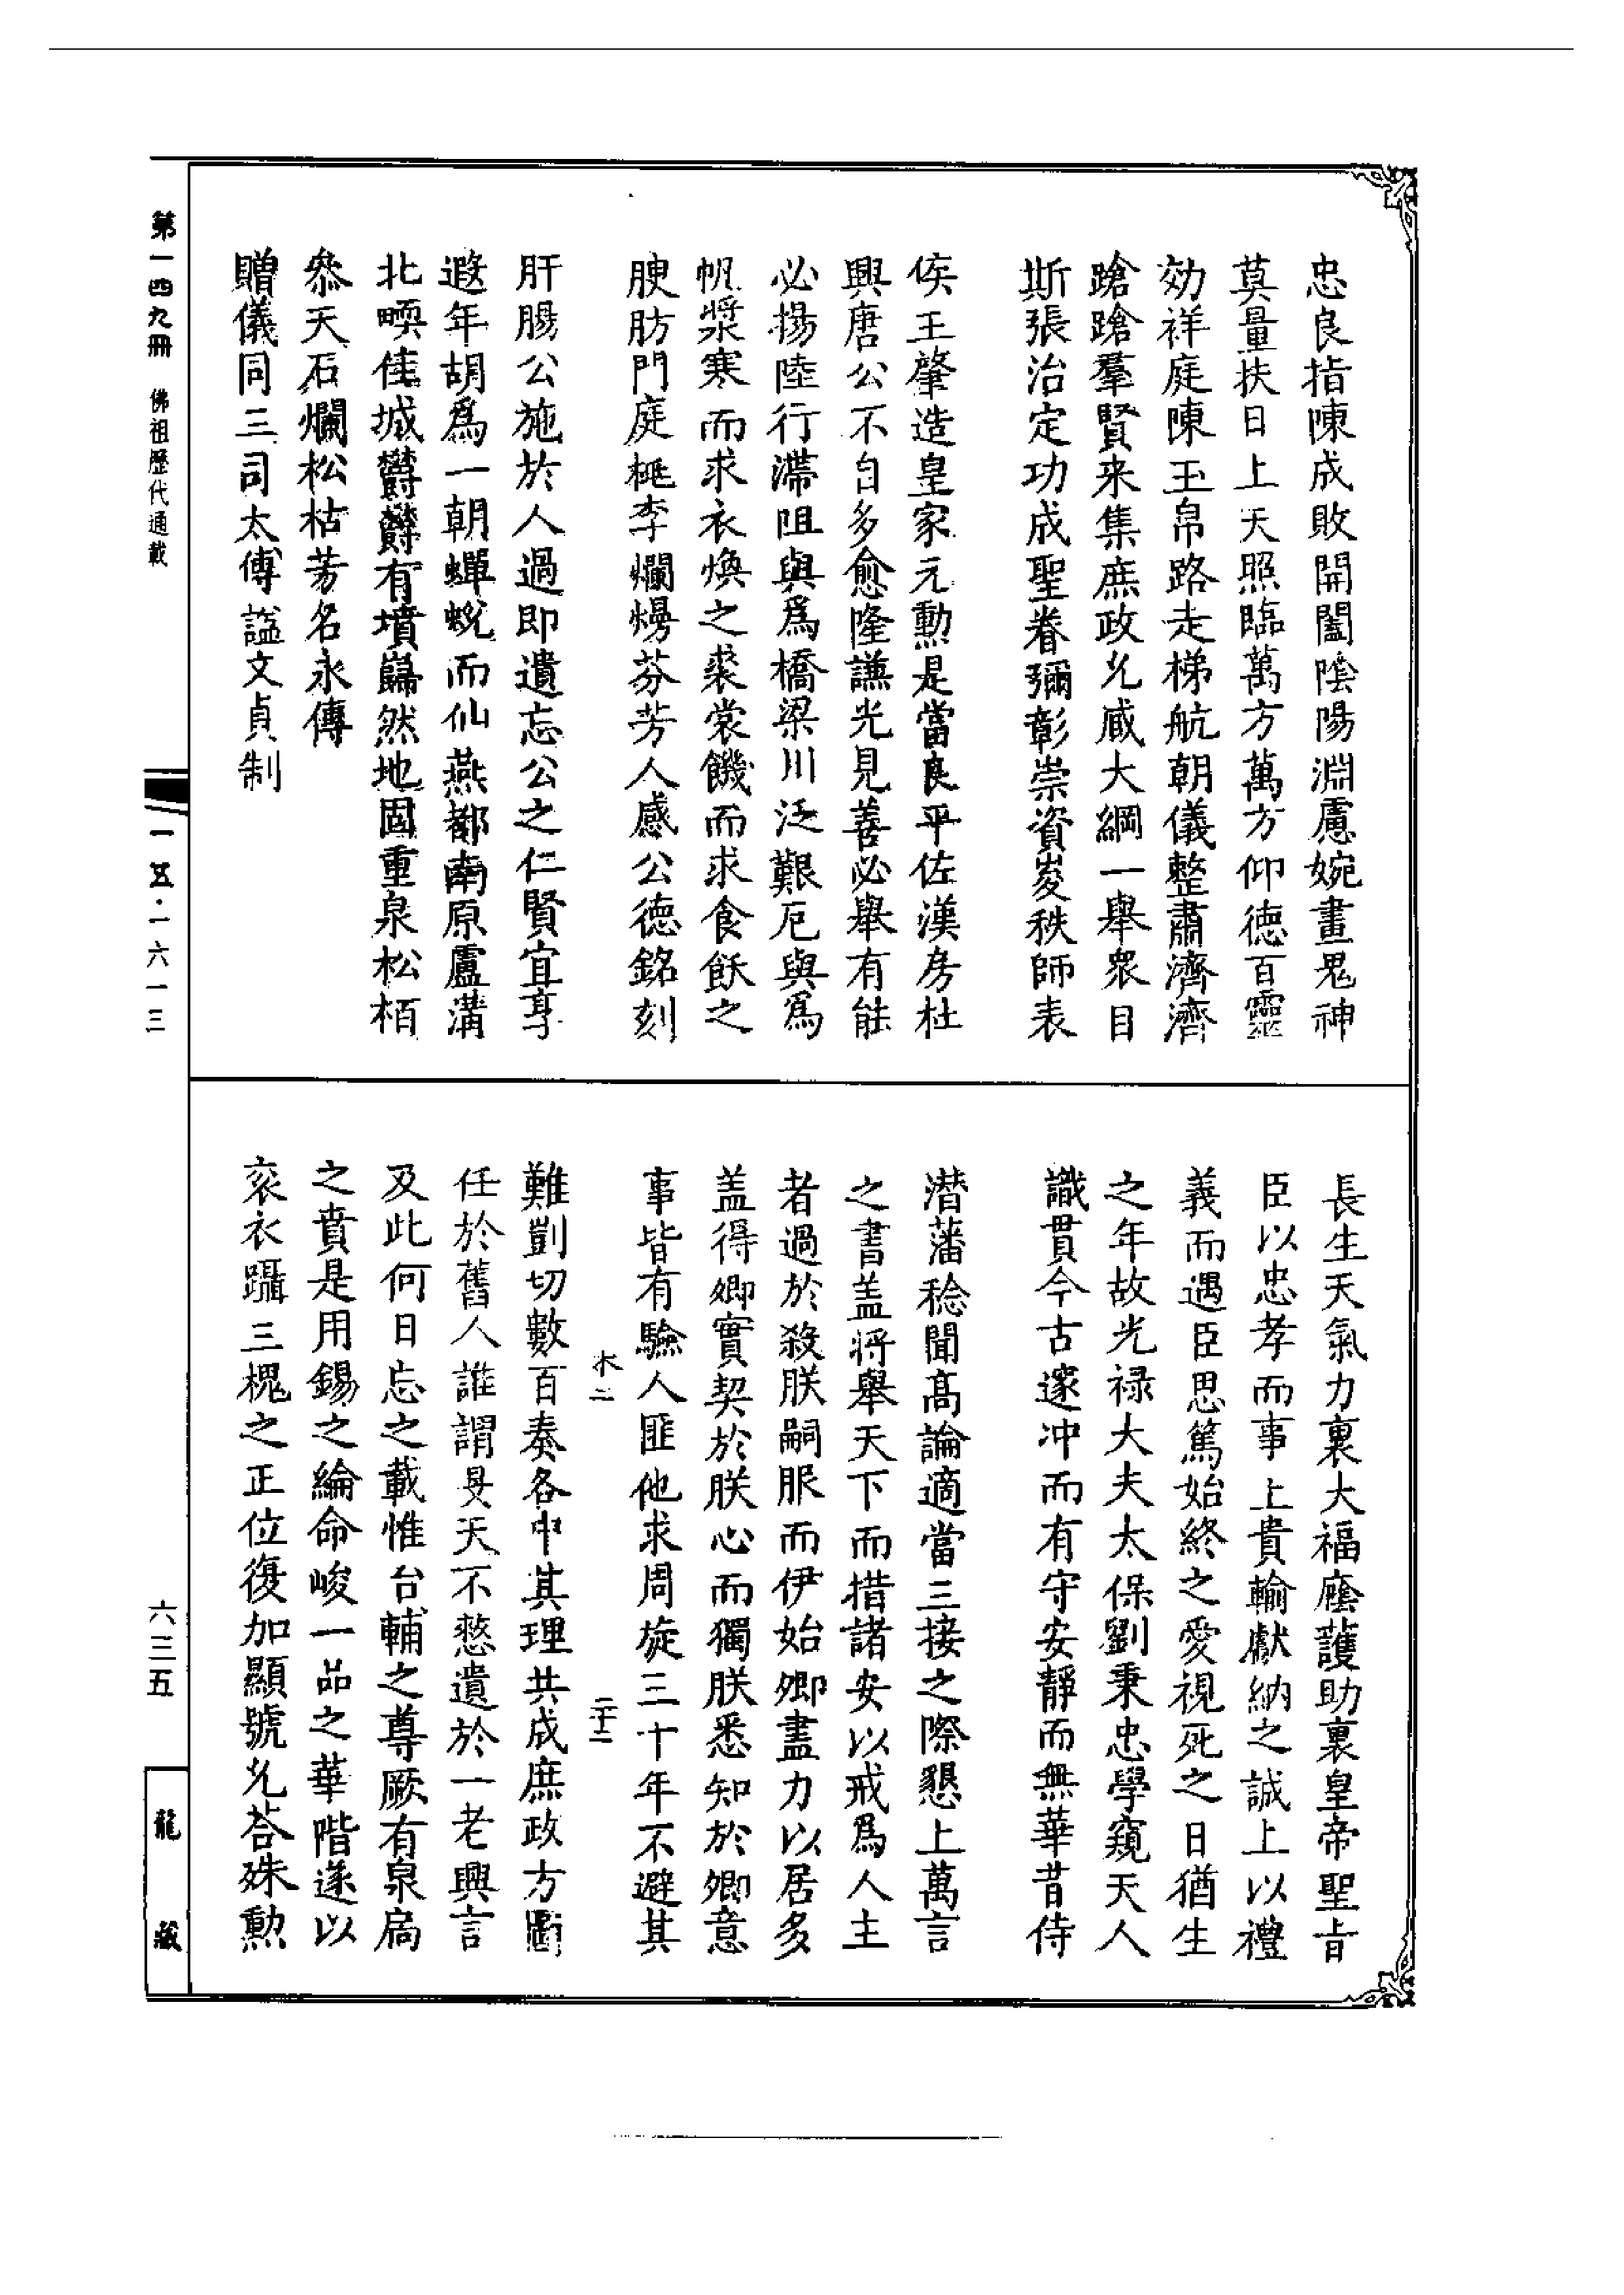 忠良指陳成敗開闔陰陽淵慮婉畫鬼神
莫量扶日上天照臨萬方萬方仰德百靈
効祥庭陳玉帛路走梯航朝儀整肅濟濟
蹌蹌羣賢来集庶政允臧大綱一舉衆目
斯張治定功成聖眷彌彰崇資峻秩師表
侯王肇造皇家元勳是當良平佐漢房杜
興唐公不自多愈隆謙光見善必舉有能
必揚陸行滯阻與爲橋梁川泛艱厄與爲
帆槳寒而求衣煥之裘裳饑而求食飫之
腴肪門庭桃李爛熳芬芳人感公德銘刻
肝腸公施於人過即遺忘公之仁賢宜享
遐年胡爲一朝蟬蛻而仙燕都南原盧溝
北畻佳城欝欝有墳巋然地固重泉松栢
叅天石爛松枯芳名永傳
贈儀同三司太傅諡文貞制
長生天氣力裏大福廕護助裏皇帝聖旨
臣以忠孝而事上貴輸獻納之誠上以禮
義而遇臣思篤始終之愛視死之日猶生
之年故光禄大夫太保劉秉忠學窺天人
識貫今古邃冲而有守安靜而無華昔侍
潜藩稔聞髙論適當三接之際懇上萬言
之書盖將舉天下而措諸安以戒爲人主
者過於殺朕嗣服而伊始卿盡力以居多
盖得卿實契於朕心而獨朕悉知於卿意
事皆有驗人匪他求周旋三十年不避其
難剴切數百奏各中其理共成庶政方圖
任於舊人誰謂旻天不憖遺於一老興言
及此何日忘之載惟台輔之尊厥有泉扃
之賁是用錫之綸命峻一品之華階遂以
衮衣躡三槐之正位復加顯號允荅殊勳
第一四九冊 佛祖歷代通載
一五·一六一三
六三五
龍藏